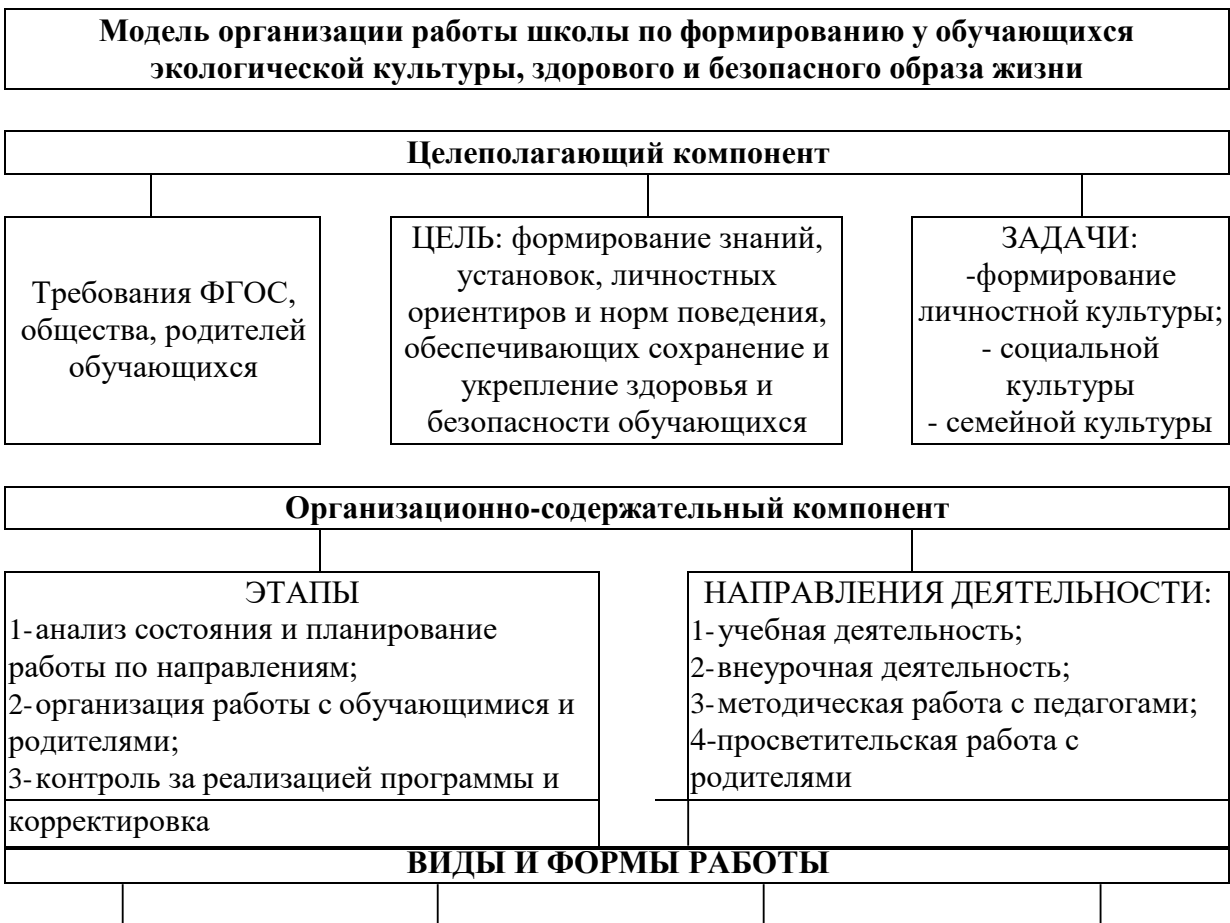 Модель организации работы школы по формированию у обучающихся
экологической культуры, здорового и безопасного образа жизни
Целеполагающий компонент
Требования ФГОС,
общества, родителей
обучающихся
ЦЕЛЬ: формирование знаний,
установок, личностных
ориентиров и норм поведения,
обеспечивающих сохранение и
укрепление здоровья и
безопасности обучающихся
ЗАДАЧИ:
-формирование
личностной культуры;
- социальной
культуры
- семейной культуры
Организационно-содержательный компонент
ЭТАПЫ
1-анализ состояния и планирование
работы по направлениям;
2-организация работы с обучающимися и
родителями;
3-контроль за реализацией программы и
корректировка
НАПРАВЛЕНИЯ ДЕЯТЕЛЬНОСТИ:
1-учебная деятельность;
2-внеурочная деятельность;
3-методическая работа с педагогами;
4-просветительская работа с
родителями
ВИДЫ И ФОРМЫ РАБОТЫ